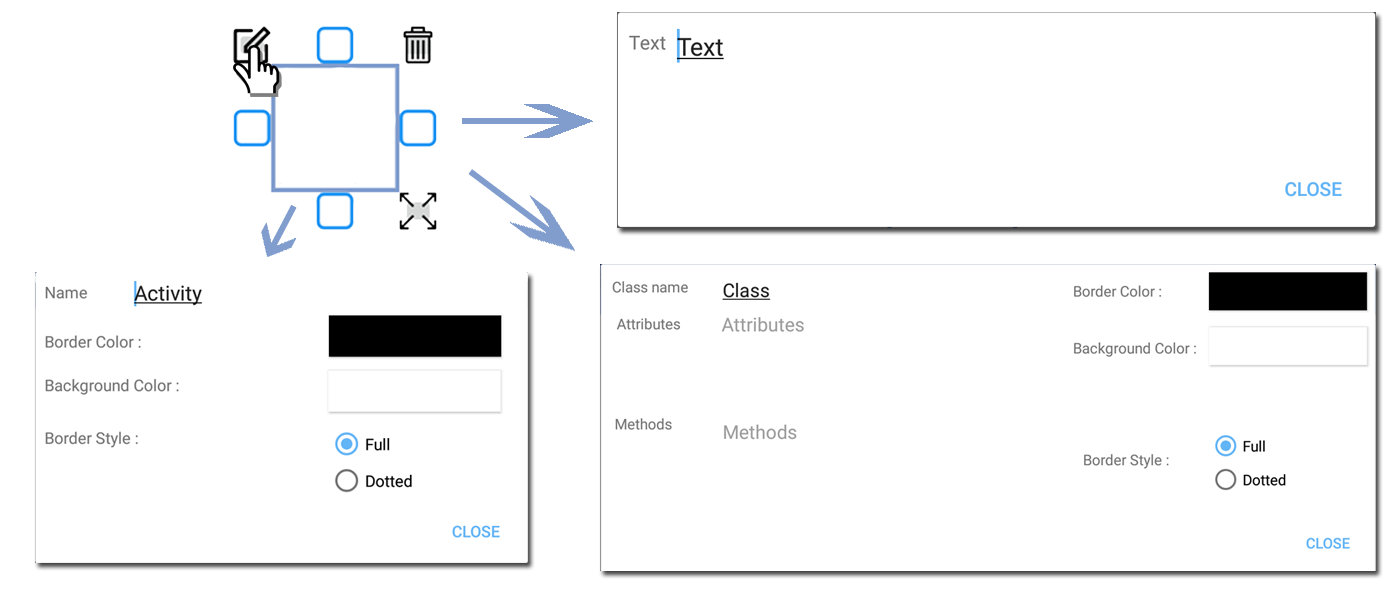 Text Text
CLOSE
Name Activity
Border Color :
Background Color :
Border Style :
Full
Dotted
CLOSE
Class name Class
Attributes Attributes
Methods Methods
Border Color :
Background Color :
Border Style :
Full
Dotted
CLOSE